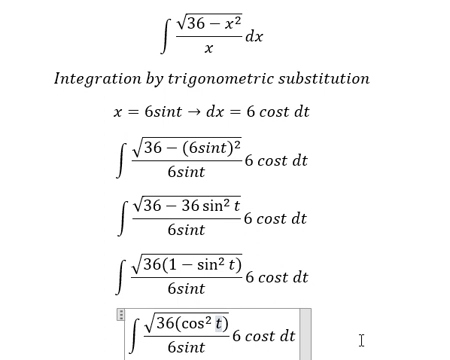 ∫ √(36 − x²) / x dx
Integration by trigonometric substitution
x = 6sint → dx = 6 cost dt
∫ √(36 − (6sint)²) / 6sint 6 cost dt
∫ √(36 − 36 sin² t) / 6sint 6 cost dt
∫ √(36(1 − sin² t)) / 6sint 6 cost dt
∫ √(36(cos² t)) / 6sint 6 cost dt